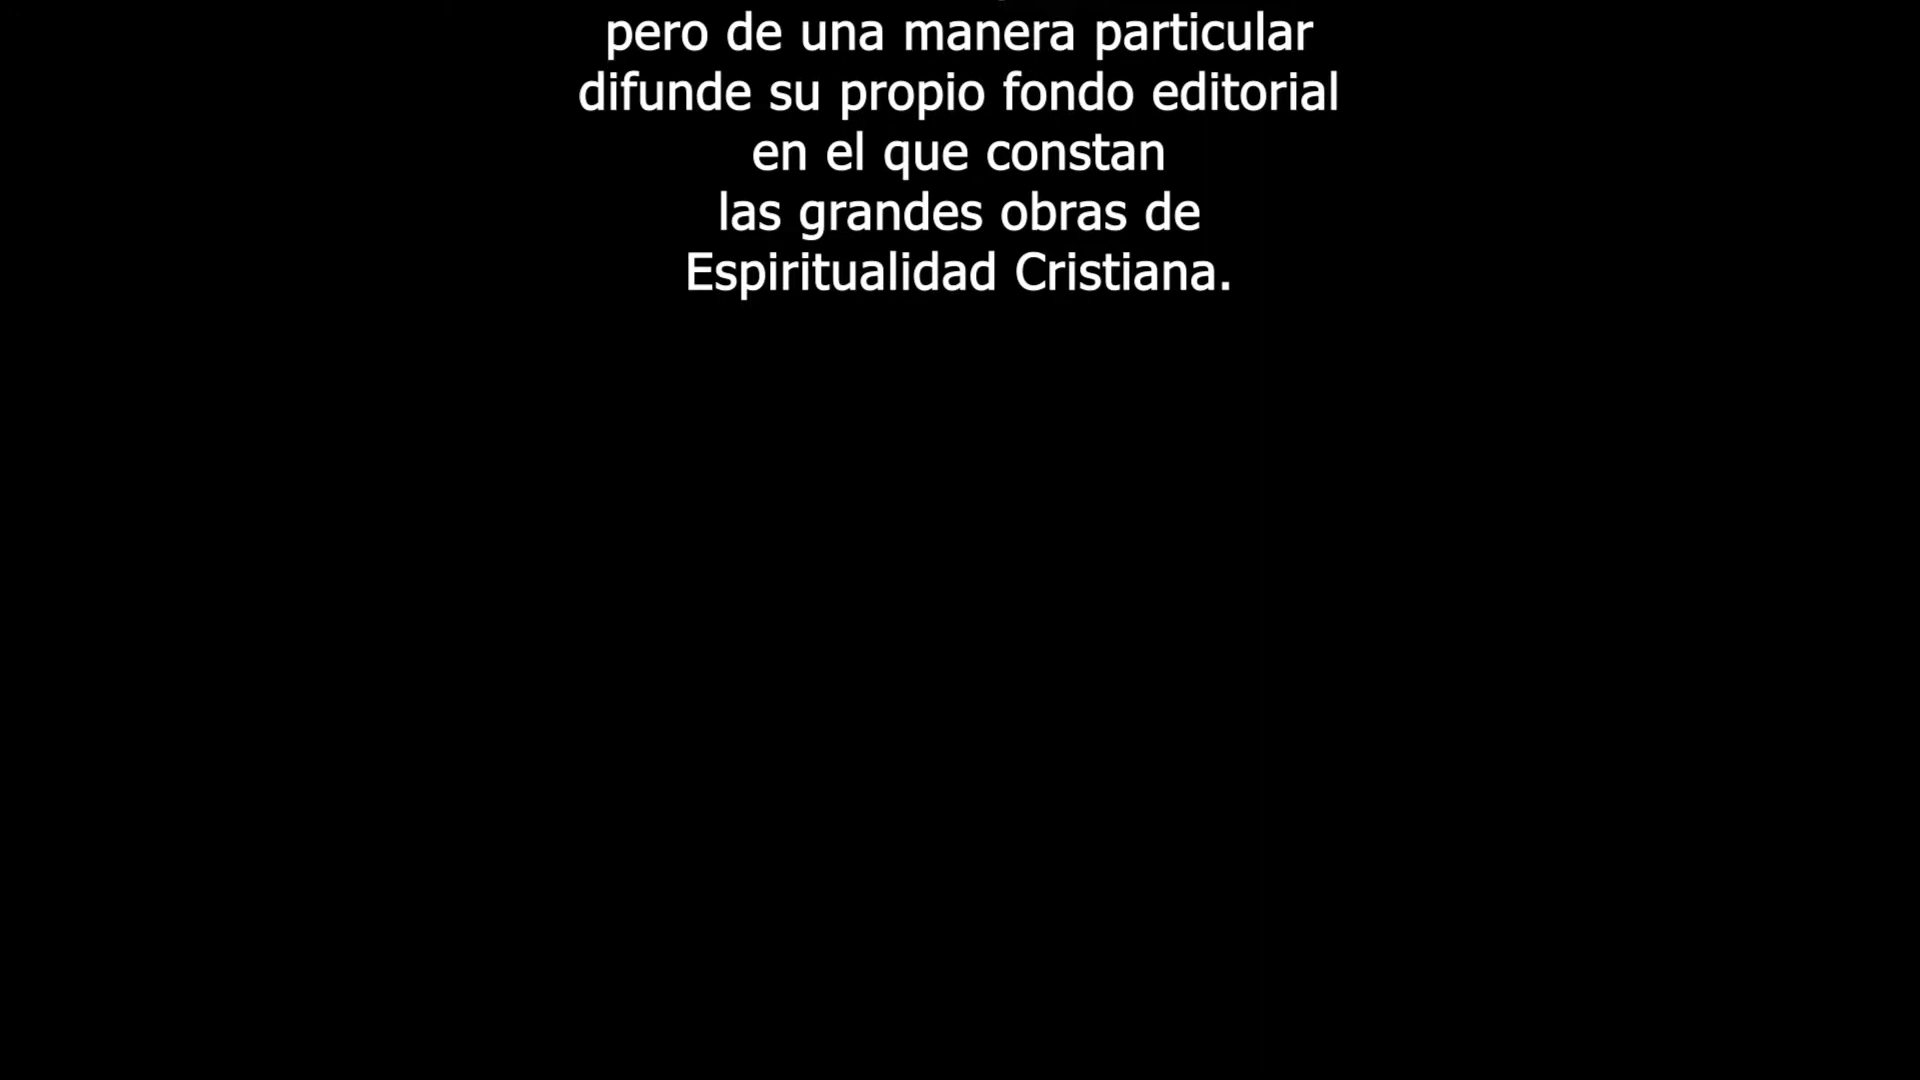 pero de una manera particular
difunde su propio fondo editorial
en el que constan
las grandes obras de
Espiritualidad Cristiana.